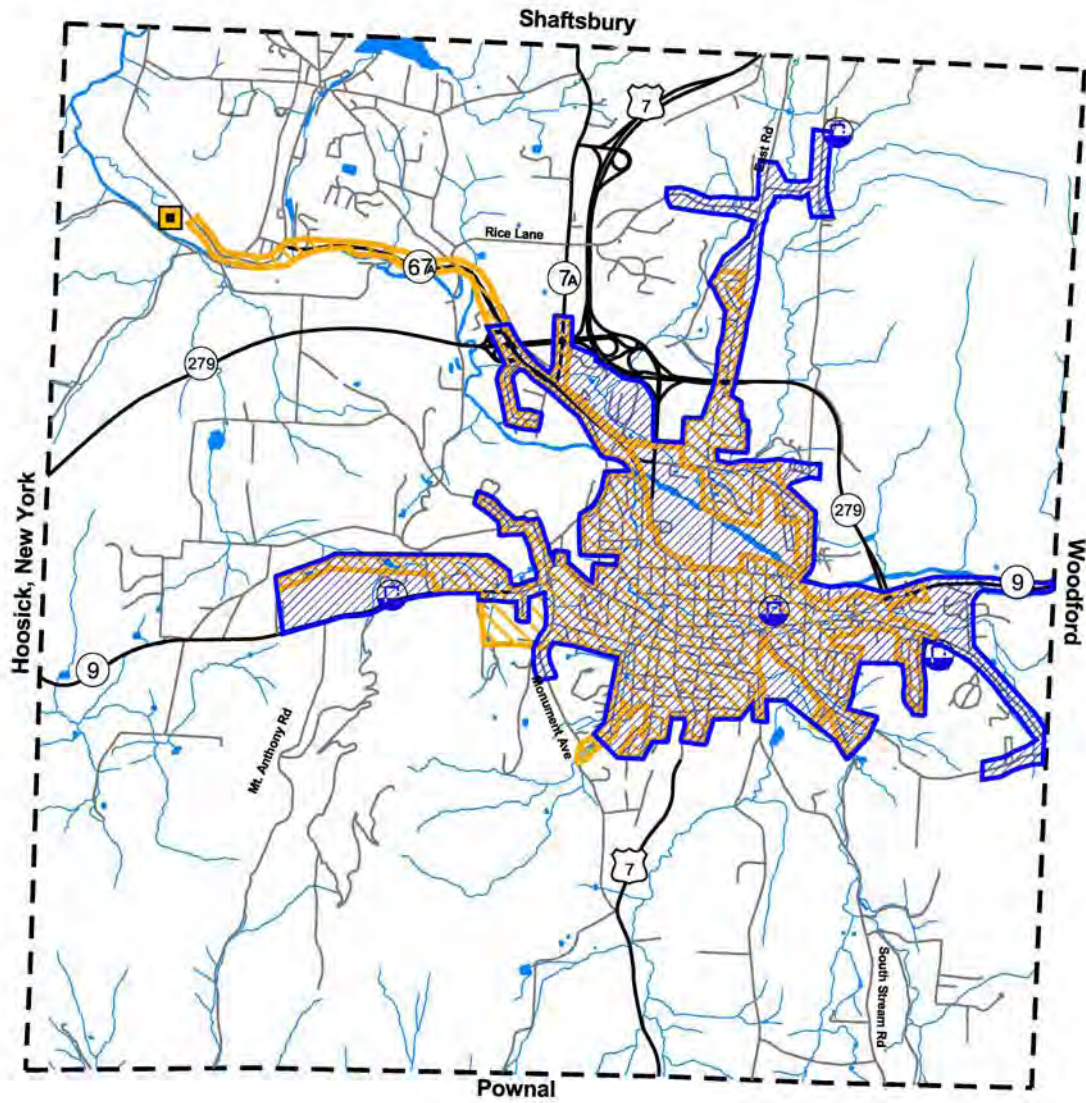 Shaftsbury
7
East Rd
Rice Lane
67A
7A
279
279
Hoosick, New York
Woodford
9
9
Monument Ave
Mt. Anthony Rd
7
South Stream Rd
Pownal